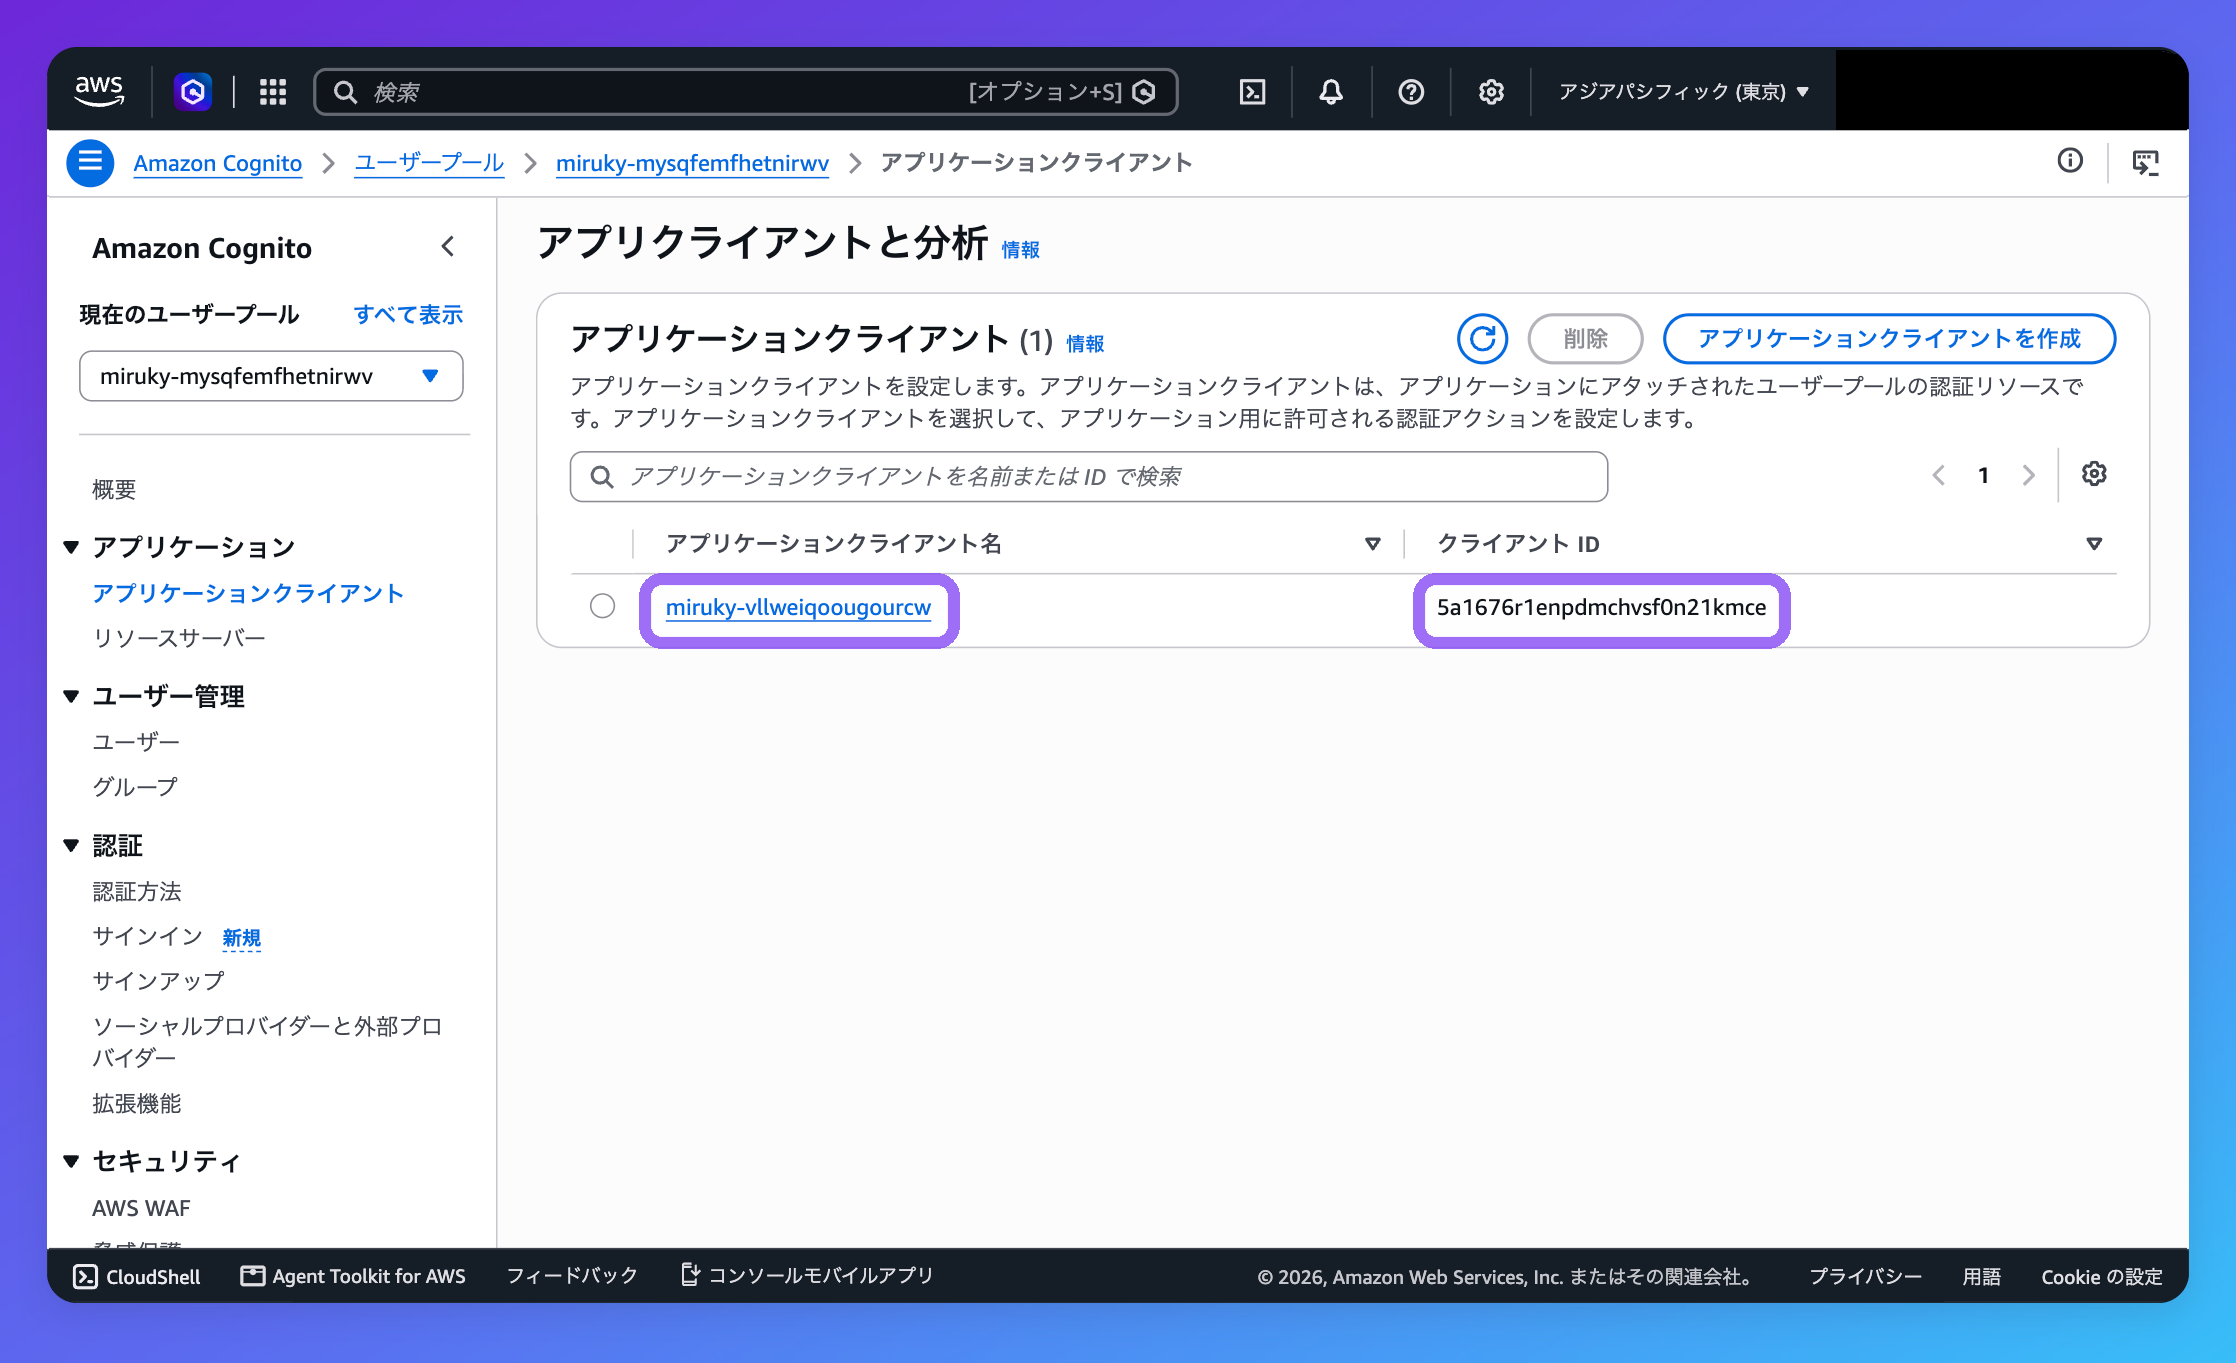 aws
検索
[オプション+S]
アジアパシフィック (東京)
Amazon Cognito
ユーザープール
miruky-mysqfemfhetnirwv
アプリケーションクライアント
Amazon Cognito
現在のユーザープール
すべて表示
miruky-mysqfemfhetnirwv
概要
アプリケーション
アプリケーションクライアント
リソースサーバー
ユーザー管理
ユーザー
グループ
認証
認証方法
サインイン 新規
サインアップ
ソーシャルプロバイダーと外部プロ
バイダー
拡張機能
セキュリティ
AWS WAF
アプリクライアントと分析 情報
アプリケーションクライアント (1) 情報
削除
アプリケーションクライアントを作成
アプリケーションクライアントを設定します。アプリケーションクライアントは、アプリケーションにアタッチされたユーザープールの認証リソースで
す。アプリケーションクライアントを選択して、アプリケーション用に許可される認証アクションを設定します。
アプリケーションクライアントを名前または ID で検索
1
アプリケーションクライアント名
クライアント ID
miruky-vllweiqoougourcw
5a1676r1enpdmchvsf0n21kmce
CloudShell
Agent Toolkit for AWS
フィードバック
コンソールモバイルアプリ
© 2026, Amazon Web Services, Inc. またはその関連会社。
プライバシー
用語
Cookie の設定